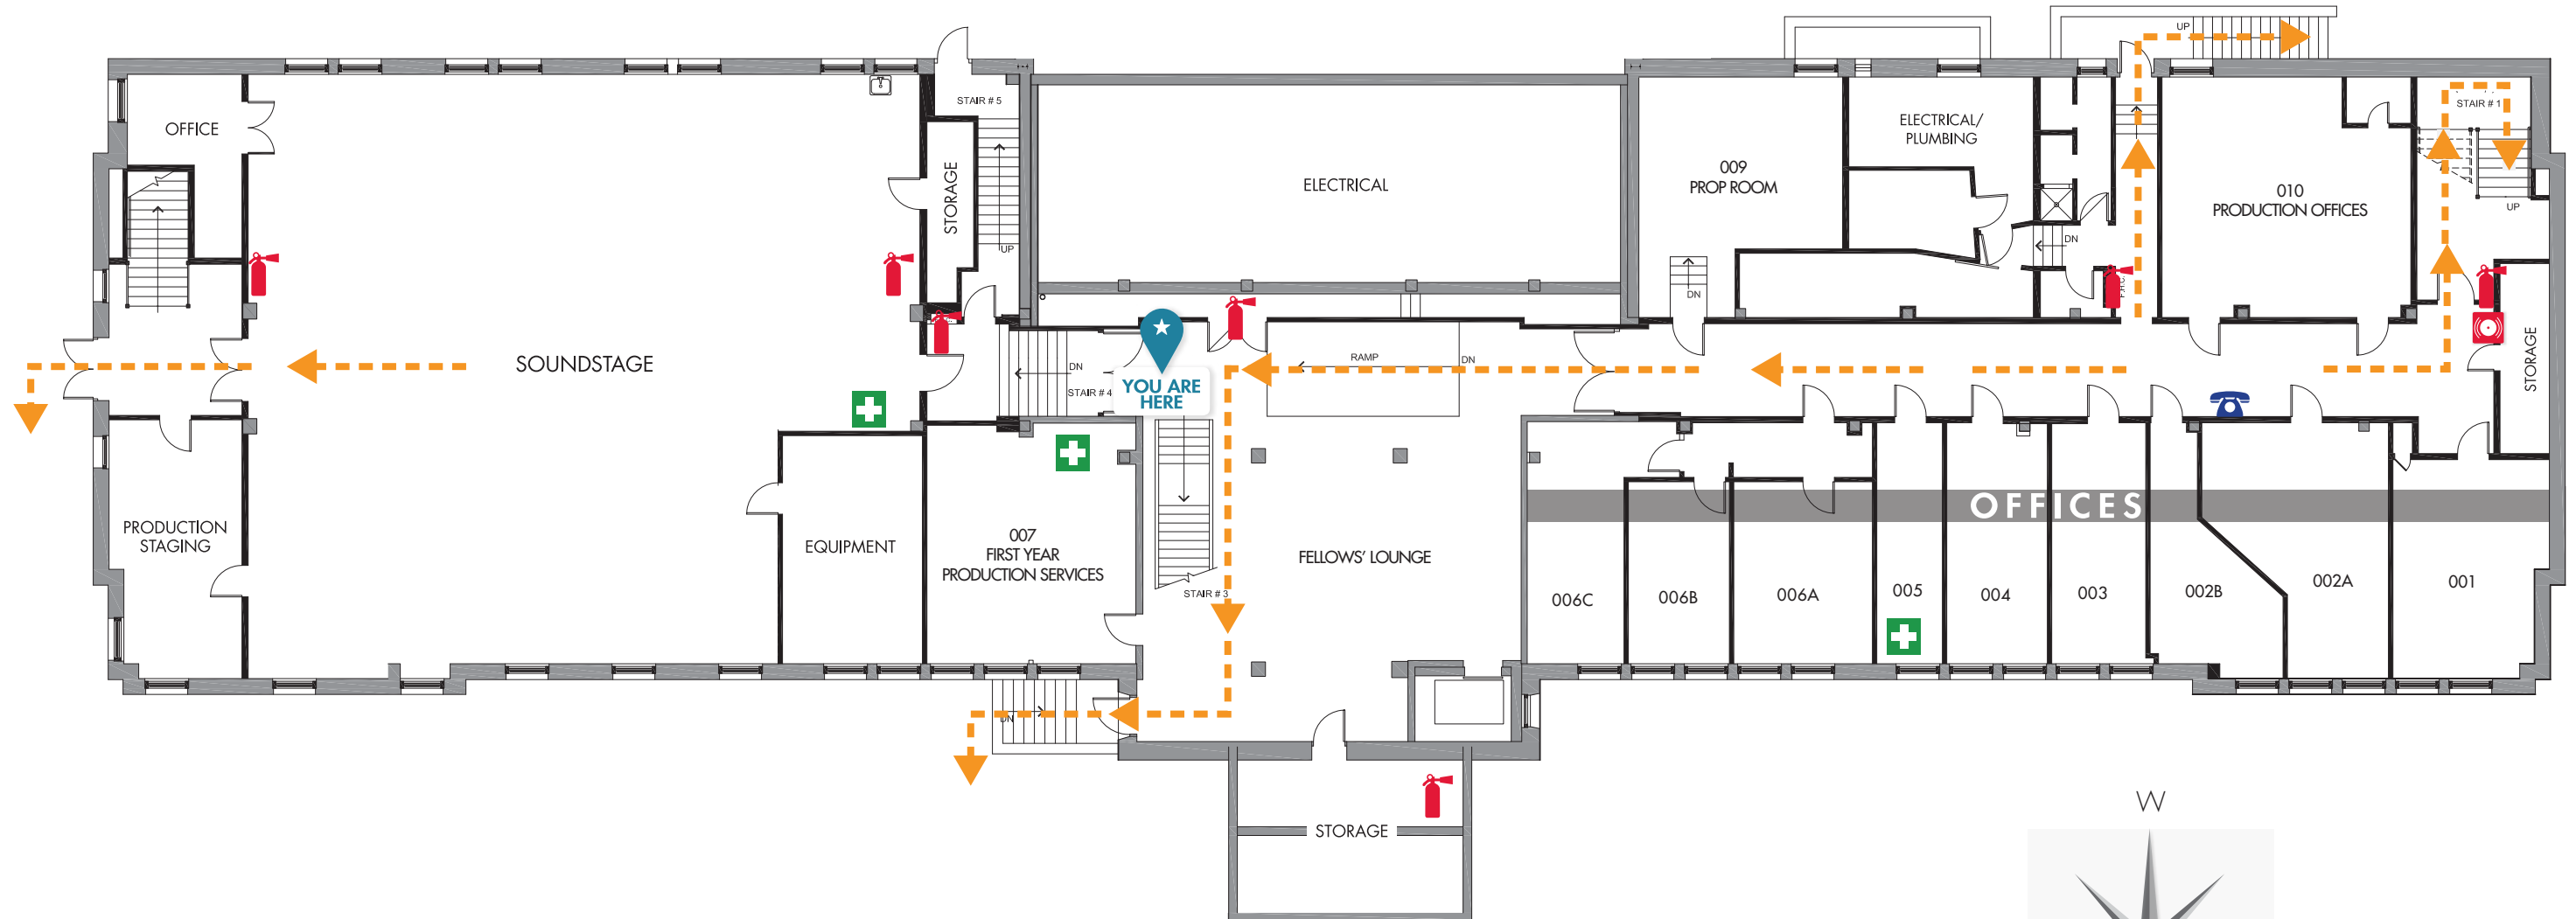 UP
STAIR # 5
STAIR # 1
OFFICE
ELECTRICAL/
PLUMBING
009
PROP ROOM
ELECTRICAL
STORAGE
010
PRODUCTION OFFICES
UP
UP
DN
DN
F.H.C.
SOUNDSTAGE
DN
STAIR # 4
YOU ARE
HERE
RAMP
DN
STORAGE
OFFICES
PRODUCTION
STAGING
EQUIPMENT
007
FIRST YEAR
PRODUCTION SERVICES
FELLOWS' LOUNGE
STAIR # 3
006C
006B
006A
005
004
003
002B
002A
001
DN
STORAGE
W